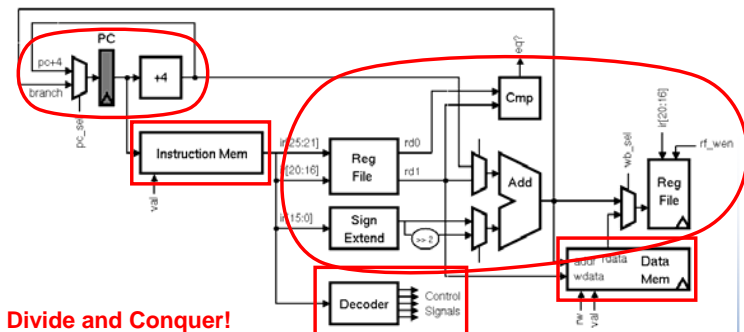 PC
eq?
pc+4
+4
branch
Cmp
ir[20:16]
pc_sel
ir[25:21]
rd0
wb_sel
rf_wen
Instruction Mem
Reg
File
ir[20:16]
rd1
Add
Reg
File
val
ir[15:0]
Sign
Extend
>> 2
rdata
addr
Data
wdata
Mem
Decoder
Control
Signals
rw
val
Divide and Conquer!